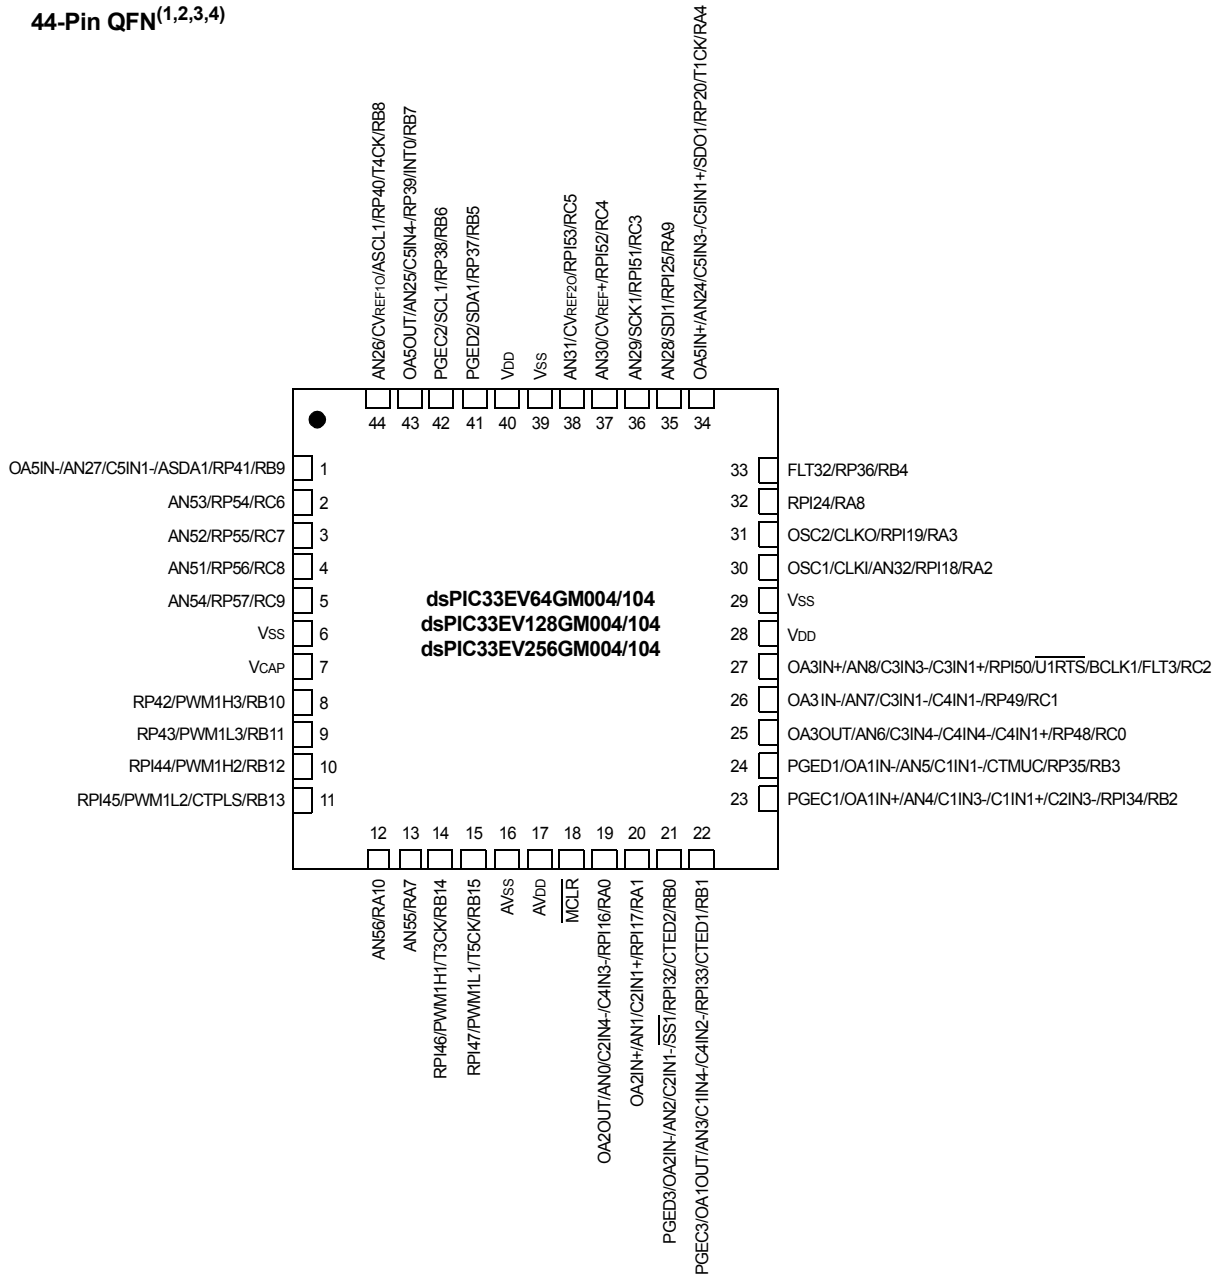 44-Pin QFN(1,2,3,4)
AN26/CVREF1O/ASCL1/RP40/T4CK/RB8
OA5OUT/AN25/C5IN4-/RP39/INT0/RB7
PGEC2/SCL1/RP38/RB6
PGED2/SDA1/RP37/RB5
VDD
VSS
AN31/CVREF2O/RPI53/RC5
AN30/CVREF+/RPI52/RC4
AN29/SCK1/RPI51/RC3
AN28/SDI1/RPI25/RA9
OA5IN+/AN24/C5IN3-/C5IN1+/SDO1/RP20/T1CK/RA4
44 43 42 41 40 39 38 37 36 35 34
OA5IN-/AN27/C5IN1-/ASDA1/RP41/RB9 1
AN53/RP54/RC6 2
AN52/RP55/RC7 3
AN51/RP56/RC8 4
AN54/RP57/RC9 5
VSS 6
VCAP 7
RP42/PWM1H3/RB10 8
RP43/PWM1L3/RB11 9
RPI44/PWM1H2/RB12 10
RPI45/PWM1L2/CTPLS/RB13 11
dsPIC33EV64GM004/104
dsPIC33EV128GM004/104
dsPIC33EV256GM004/104
33 FLT32/RP36/RB4
32 RPI24/RA8
31 OSC2/CLKO/RPI19/RA3
30 OSC1/CLKI/AN32/RPI18/RA2
29 VSS
28 VDD
27 OA3IN+/AN8/C3IN3-/C3IN1+/RPI50/U1RTS/BCLK1/FLT3/RC2
26 OA3IN-/AN7/C3IN1-/C4IN1-/RP49/RC1
25 OA3OUT/AN6/C3IN4-/C4IN4-/C4IN1+/RP48/RC0
24 PGED1/OA1IN-/AN5/C1IN1-/CTMUC/RP35/RB3
23 PGEC1/OA1IN+/AN4/C1IN3-/C1IN1+/C2IN3-/RPI34/RB2
12 13 14 15 16 17 18 19 20 21 22
AN56/RA10
AN55/RA7
RPI46/PWM1H1/T3CK/RB14
RPI47/PWM1L1/T5CK/RB15
AVSS
AVDD
MCLR
OA2OUT/AN0/C2IN4-/C4IN3-/RPI16/RA0
OA2IN+/AN1/C2IN1+/RPI17/RA1
PGED3/OA2IN-/AN2/C2IN1-/SS1/RPI32/CTED2/RB0
PGEC3/OA1OUT/AN3/C1IN4-/C4IN2-/RPI33/CTED1/RB1